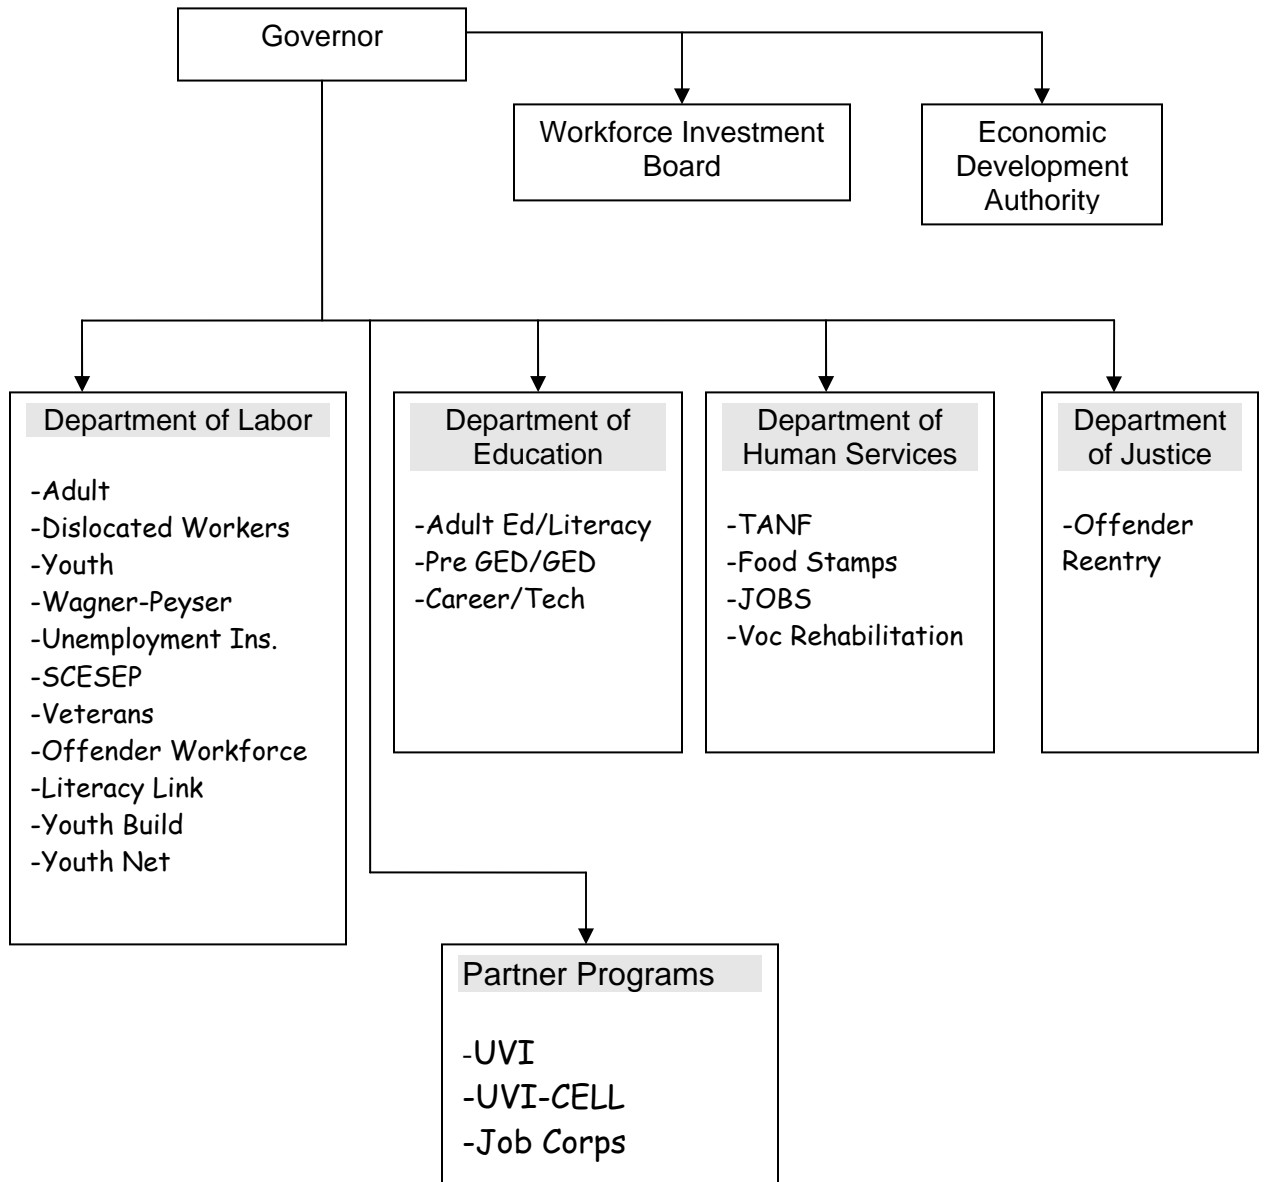 Governor
Workforce Investment
Board
Economic
Development
Authority
Department of Labor
-Adult
-Dislocated Workers
-Youth
-Wagner-Peyser
-Unemployment Ins.
-SCESEP
-Veterans
-Offender Workforce
-Literacy Link
-Youth Build
-Youth Net
Department of
Education
-Adult Ed/Literacy
-Pre GED/GED
-Career/Tech
Department of
Human Services
-TANF
-Food Stamps
-JOBS
-Voc Rehabilitation
Department
of Justice
-Offender
Reentry
Partner Programs
-UVI
-UVI-CELL
-Job Corps